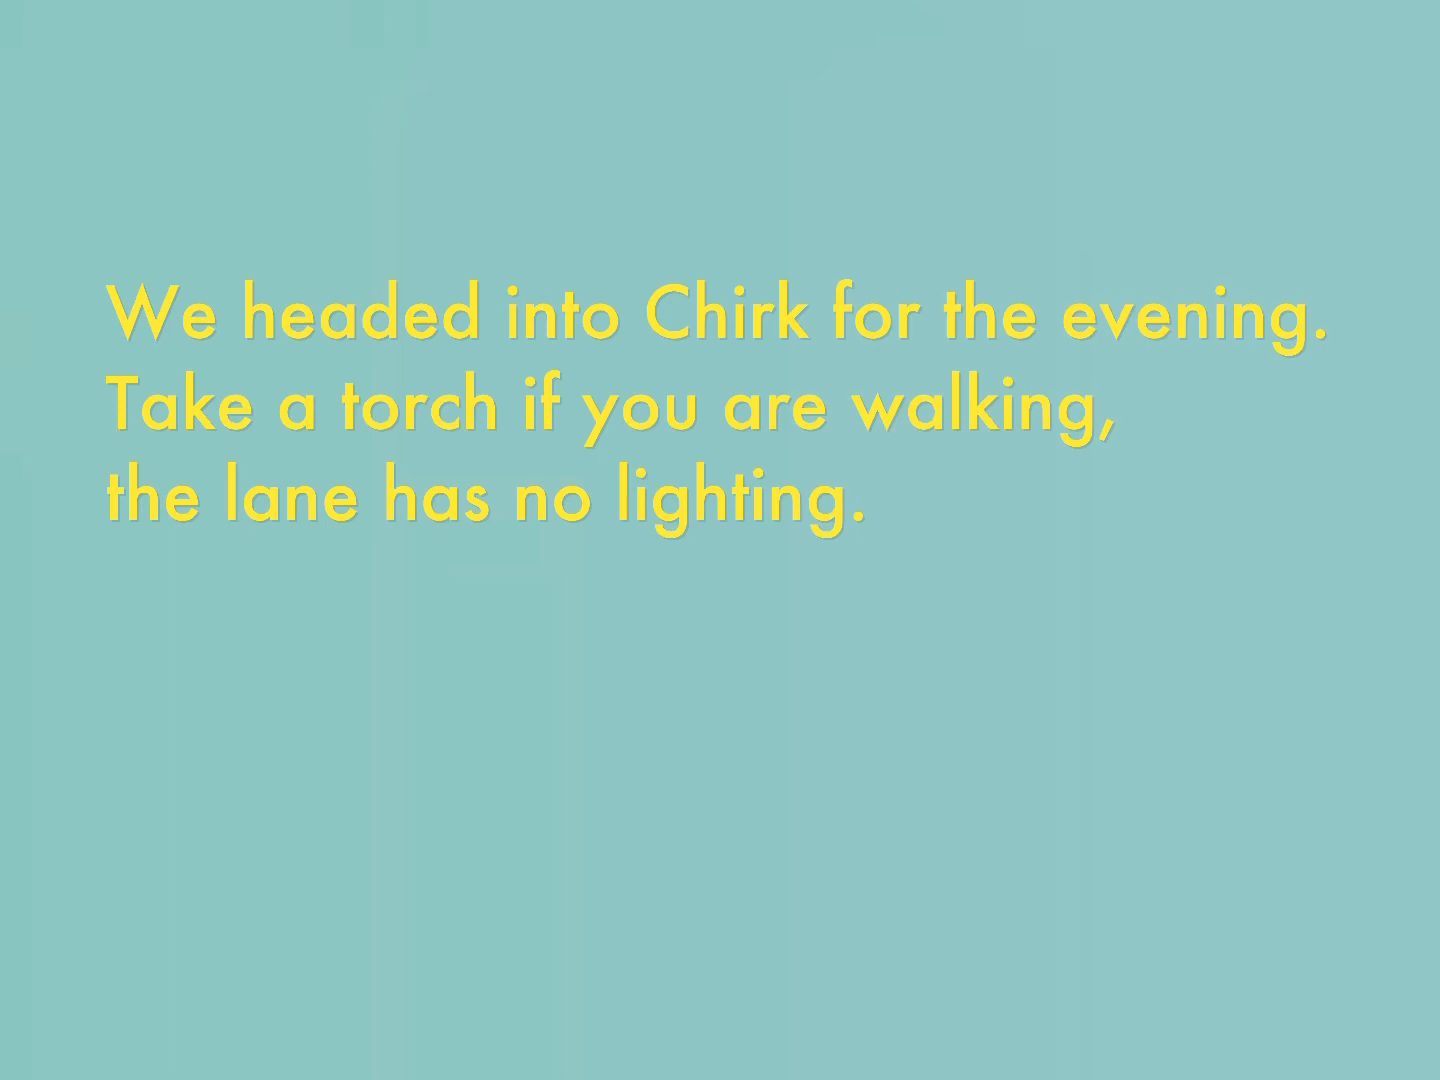 We headed into Chirk for the evening.
Take a torch if you are walking,
the lane has no lighting.